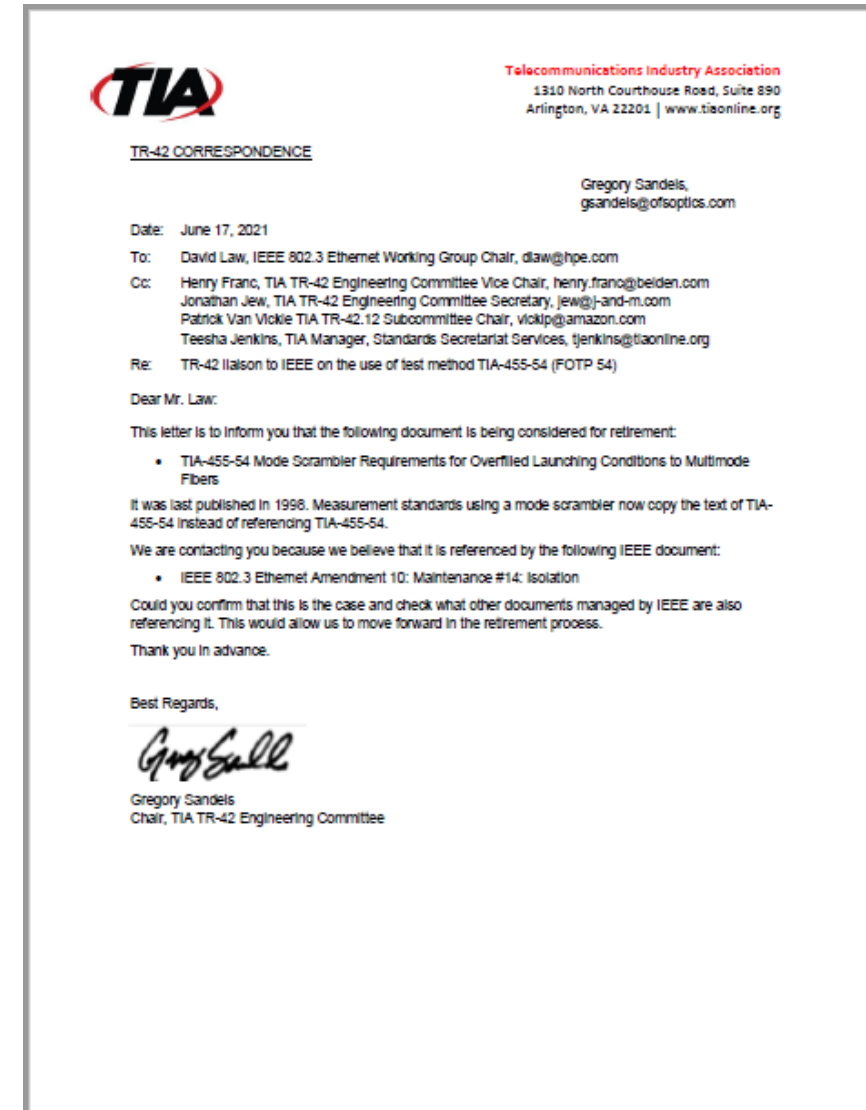 TIA
Telecommunications Industry Association
1310 North Courthouse Road, Suite 890
Arlington, VA 22201 | www.tiaonline.org
TR-42 CORRESPONDENCE
Gregory Sandels,
gsandels@ofsoptics.com
Date: June 17, 2021
To: David Law, IEEE 802.3 Ethernet Working Group Chair, dlaw@hpe.com
Cc: Henry Franc, TIA TR-42 Engineering Committee Vice Chair, henry.franc@belden.com
Jonathan Jew, TIA TR-42 Engineering Committee Secretary, jew@j-and-m.com
Patrick Van Vickle TIA TR-42.12 Subcommittee Chair, vickip@amazon.com
Teesha Jenkins, TIA Manager, Standards Secretariat Services, tjenkins@tiaonline.org
Re: TR-42 liaison to IEEE on the use of test method TIA-455-54 (FOTP 54)
Dear Mr. Law:
This letter is to inform you that the following document is being considered for retirement:
• TIA-455-54 Mode Scrambler Requirements for Overfilled Launching Conditions to Multimode
Fibers
It was last published in 1998. Measurement standards using a mode scrambler now copy the text of TIA-
455-54 instead of referencing TIA-455-54.
We are contacting you because we believe that it is referenced by the following IEEE document:
• IEEE 802.3 Ethernet Amendment 10: Maintenance #14: Isolation
Could you confirm that this is the case and check what other documents managed by IEEE are also
referencing it. This would allow us to move forward in the retirement process.
Thank you in advance.
Best Regards,
Gregory Sandels
Chair, TIA TR-42 Engineering Committee